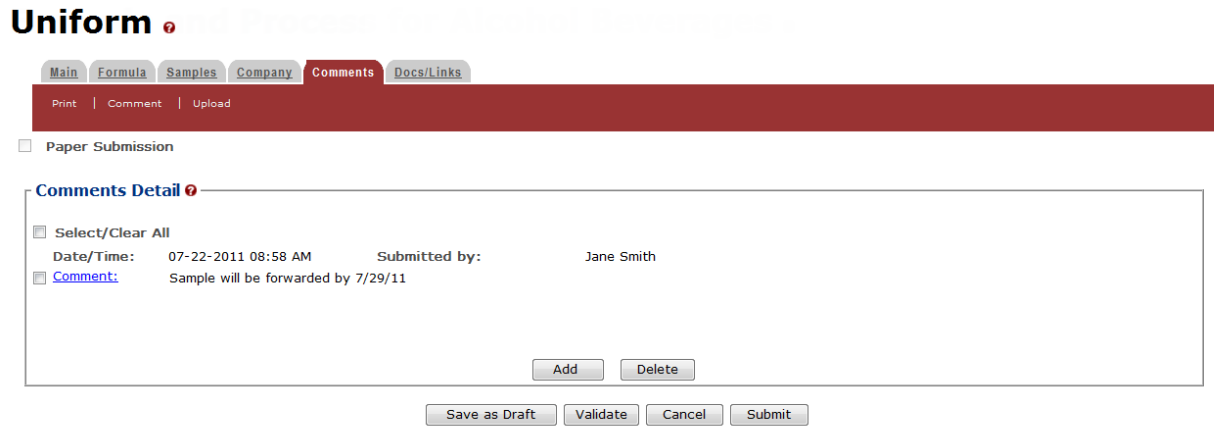 Uniform
Main Formula Samples Company Comments Docs/Links
Print | Comment | Upload
Paper Submission
Comments Detail
Select/Clear All
Date/Time: 07-22-2011 08:58 AM Submitted by: Jane Smith
Comment: Sample will be forwarded by 7/29/11
Add Delete
Save as Draft Validate Cancel Submit